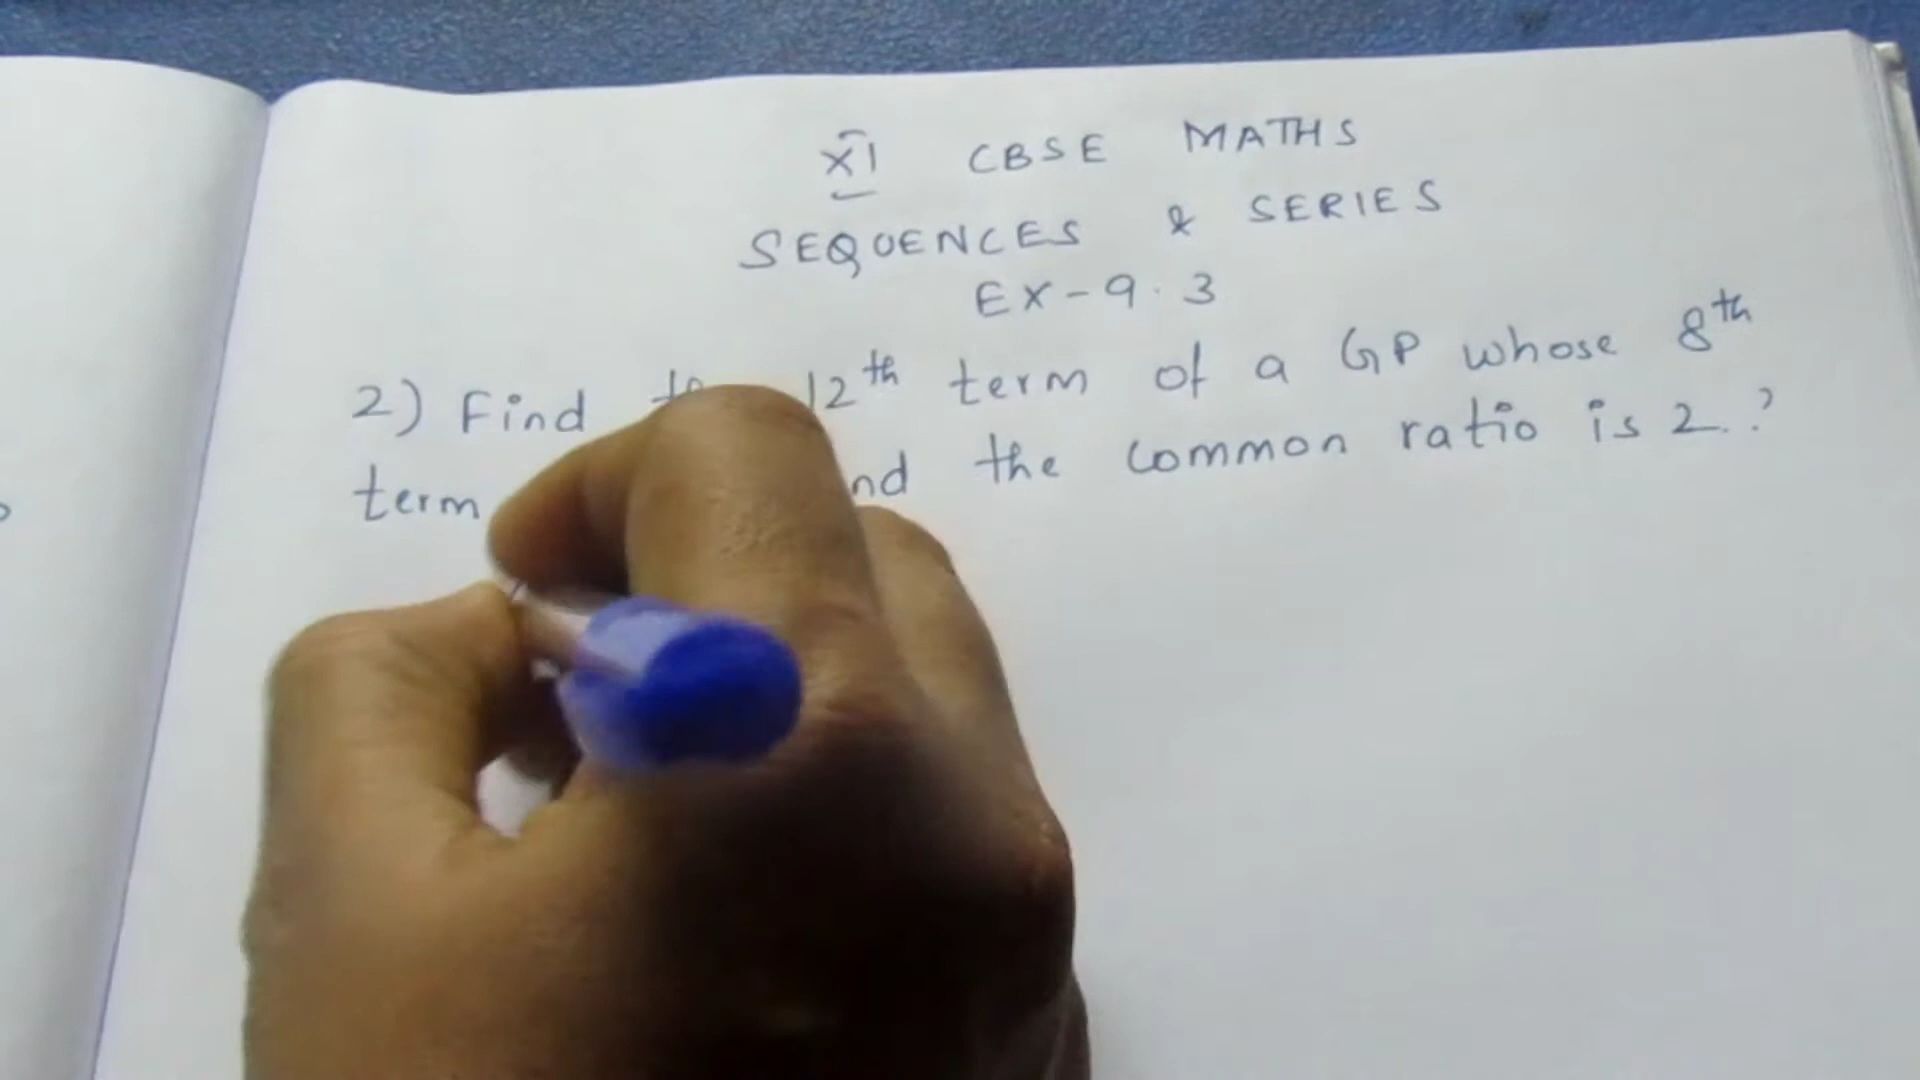 XI CBSE MATHS
SEQUENCES & SERIES
EX-9.3
2) Find 12th term of a GP whose 8th
term the common ratio is 2.?